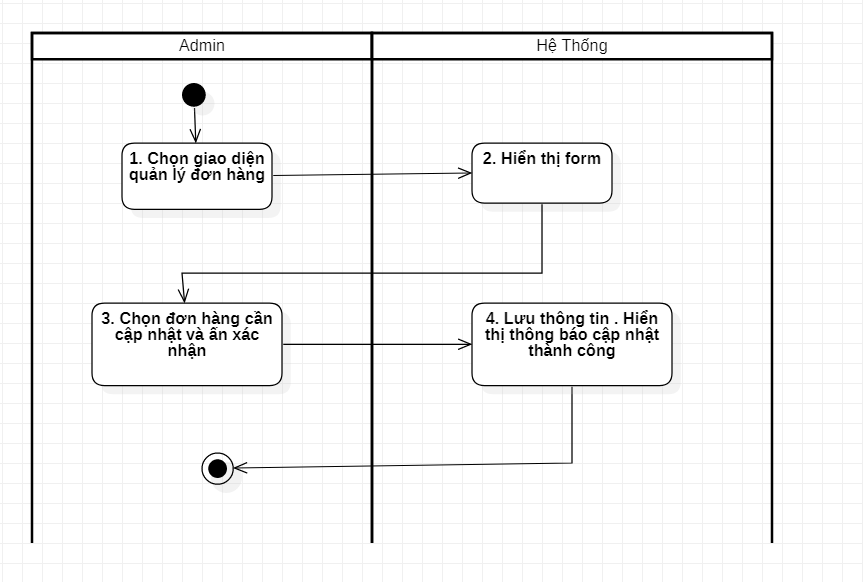 Admin
Hệ Thống
1. Chọn giao diện
quản lý đơn hàng
2. Hiển thị form
3. Chọn đơn hàng cần
cập nhật và ấn xác
nhận
4. Lưu thông tin . Hiển
thị thông báo cập nhật
thành công